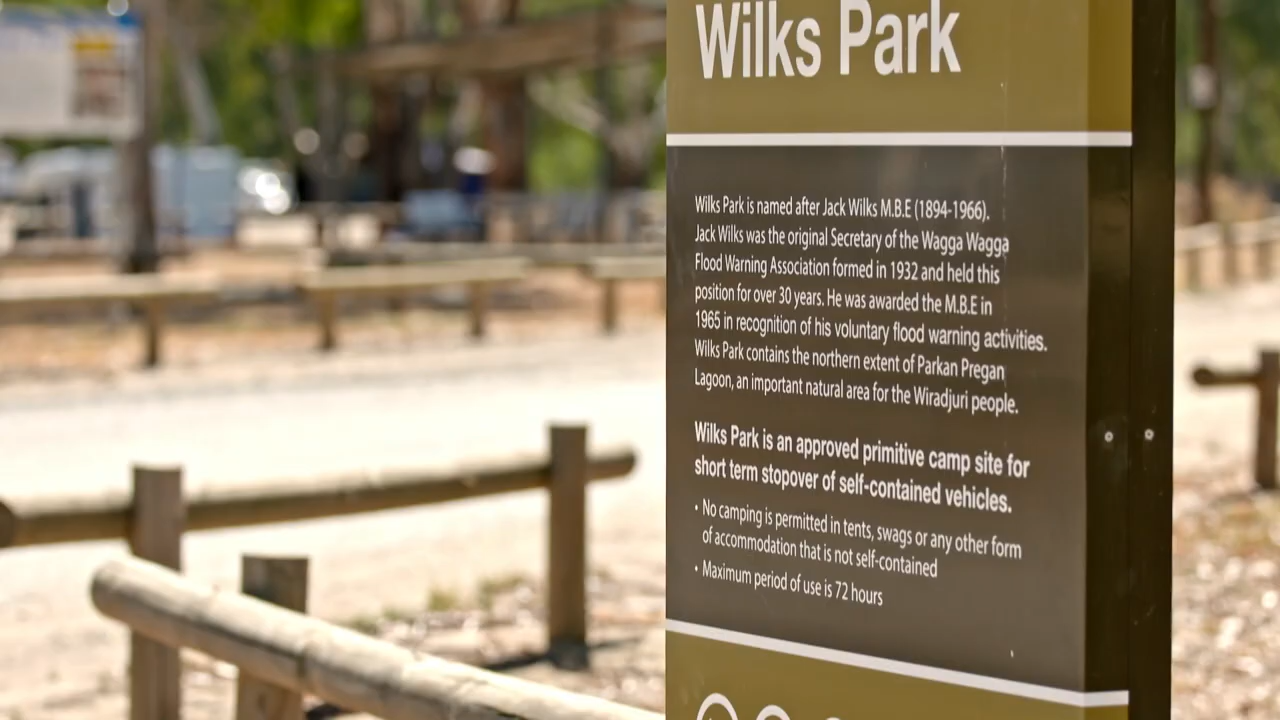 Wilks Park
Wilks Park is named after Jack Wilks M.B.E (1894-1966).
Jack Wilks was the original Secretary of the Wagga Wagga
Flood Warning Association formed in 1932 and held this
position for over 30 years. He was awarded the M.B.E in
1965 in recognition of his voluntary flood warning activities.
Wilks Park contains the northern extent of Parkan Pregan
Lagoon, an important natural area for the Wiradjuri people.
Wilks Park is an approved primitive camp site for
short term stopover of self-contained vehicles.
• No camping is permitted in tents, swags or any other form
of accommodation that is not self-contained
• Maximum period of use is 72 hours